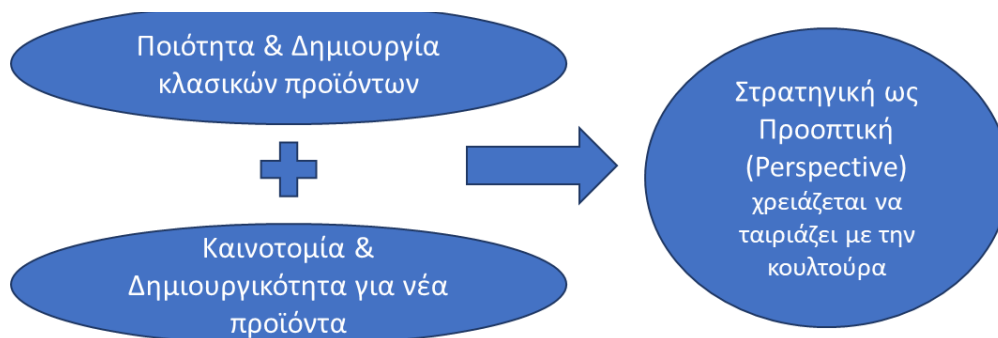 Ποιότητα & Δημιουργία
κλασικών προϊόντων
Καινοτομία &
Δημιουργικότητα για νέα
προϊόντα
Στρατηγική ως
Προοπτική
(Perspective)
χρειάζεται να
ταιριάζει με την
κουλτούρα